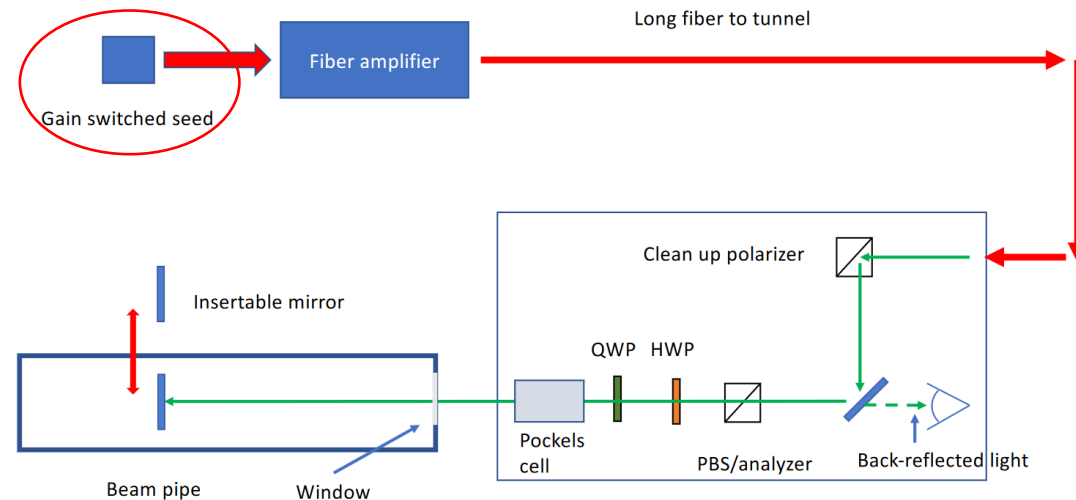 Long fiber to tunnel
Fiber amplifier
Gain switched seed
Clean up polarizer
Insertable mirror
QWP
HWP
Pockels
cell
PBS/analyzer
Back-reflected light
Beam pipe
Window